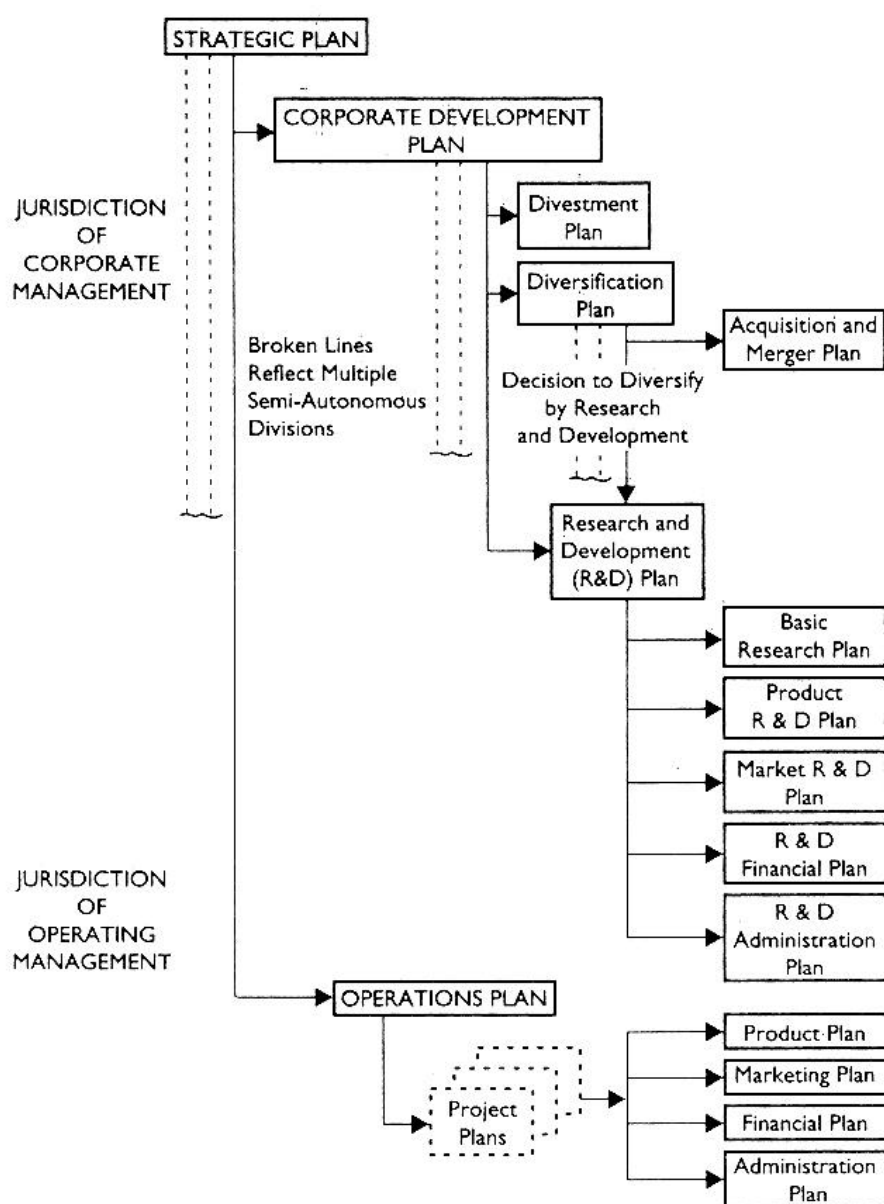 STRATEGIC PLAN
CORPORATE DEVELOPMENT
PLAN
JURISDICTION
OF
CORPORATE
MANAGEMENT
Divestment
Plan
Diversification
Plan
Acquisition and
Merger Plan
Broken Lines
Reflect Multiple
Semi-Autonomous
Divisions
Decision to Diversify
by Research
and Development
Research and
Development
(R&D) Plan
Basic
Research Plan
Product
R & D Plan
Market R & D
Plan
R & D
Financial Plan
R & D
Administration
Plan
JURISDICTION
OF
OPERATING
MANAGEMENT
OPERATIONS PLAN
Project
Plans
Product Plan
Marketing Plan
Financial Plan
Administration
Plan